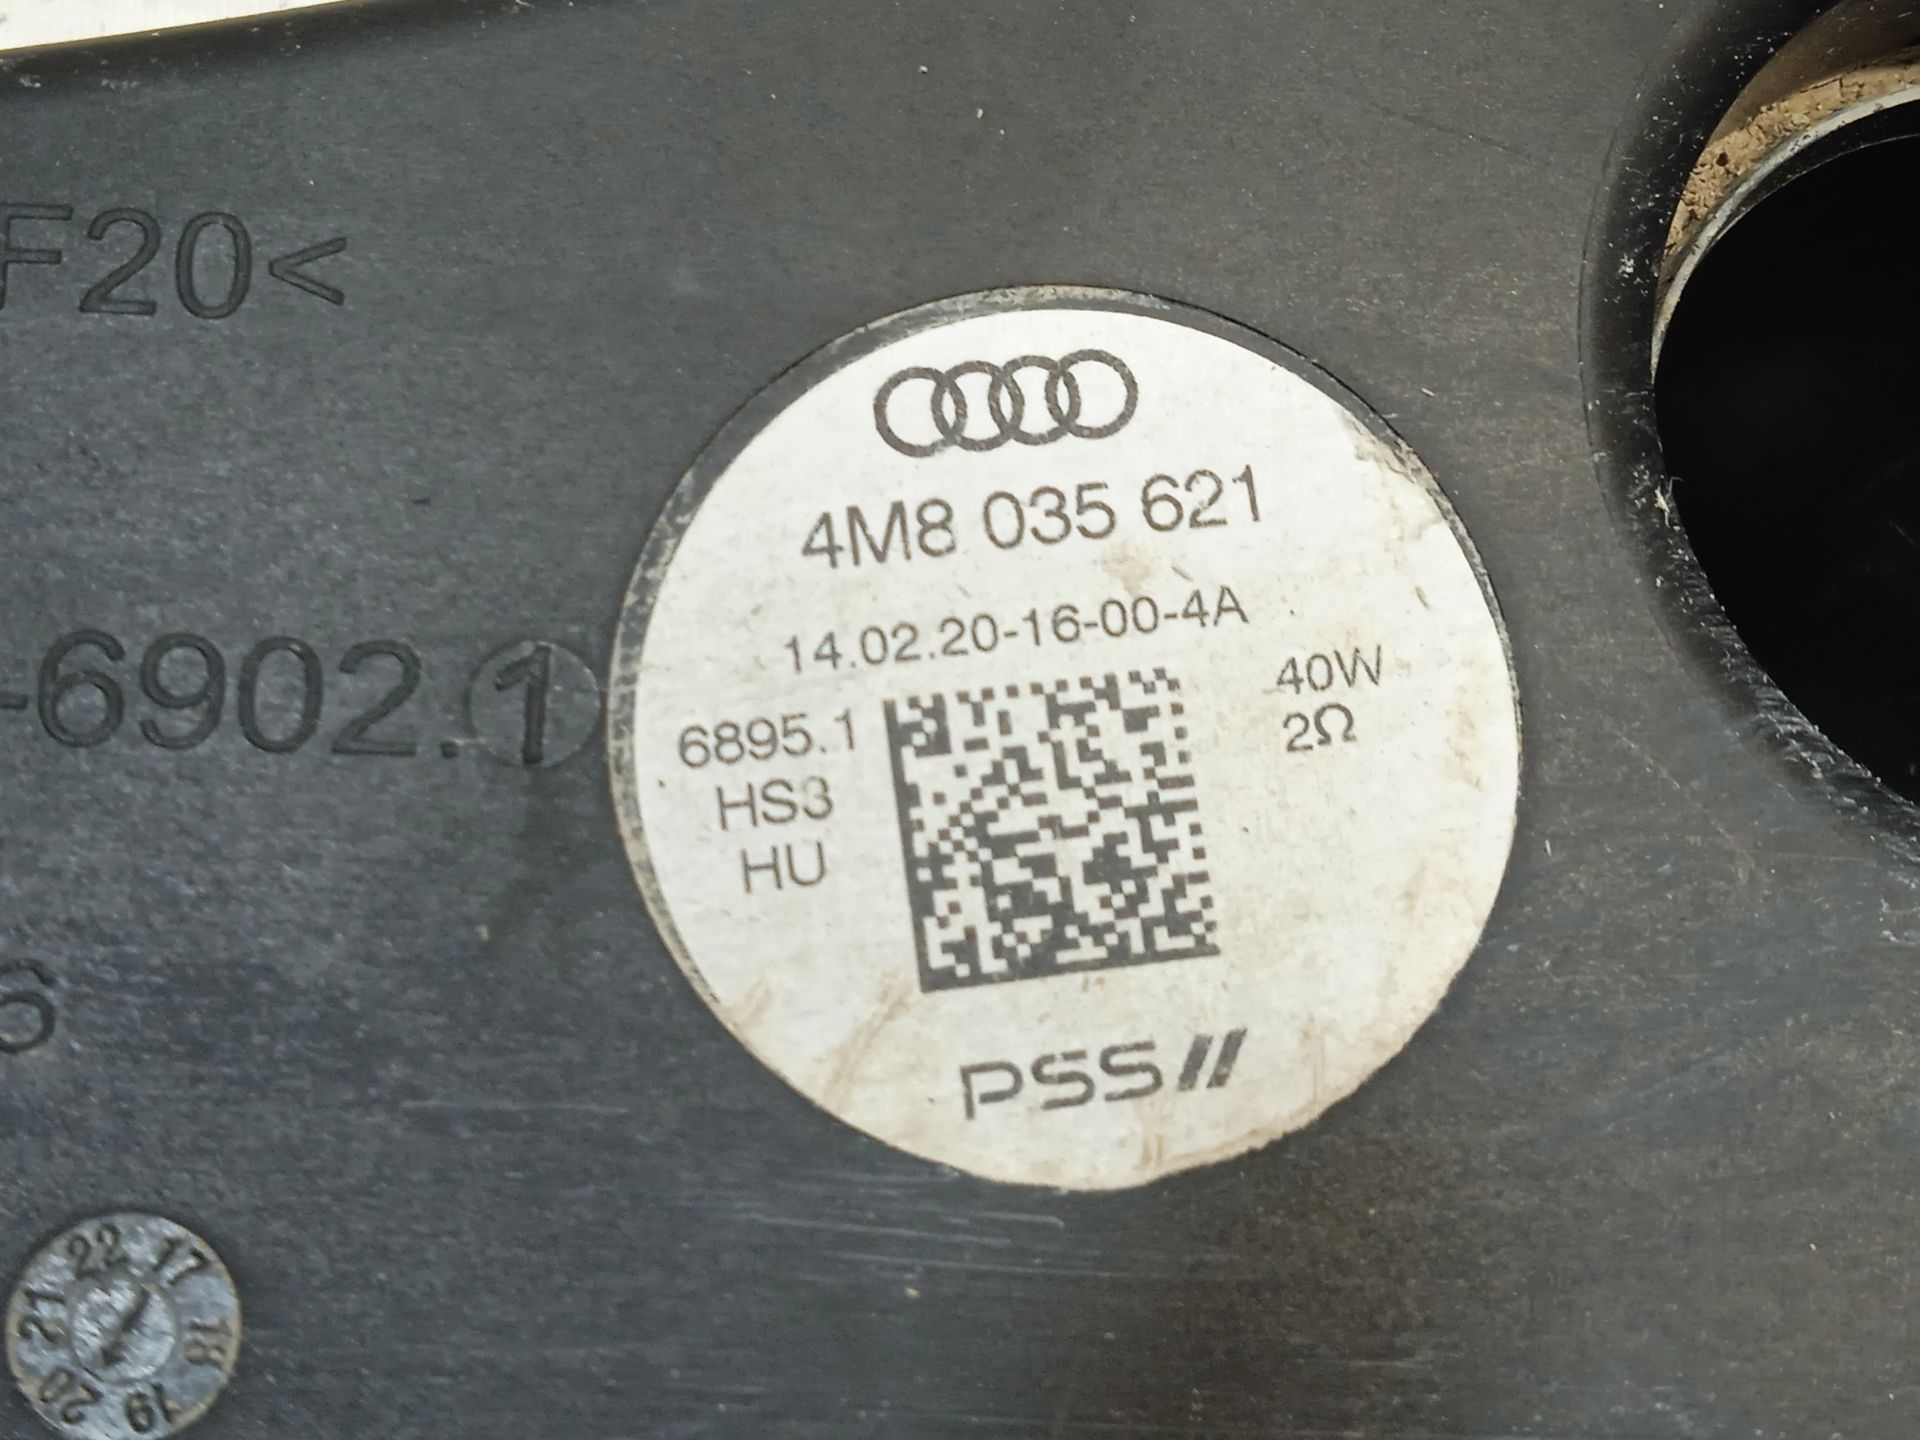 F20<
4M8 035 621
14.02.20-16-00-4A
40W
2Ω
-6902.1
6895.1
HS3
HU
PSS//
22 17 18 19 20 21